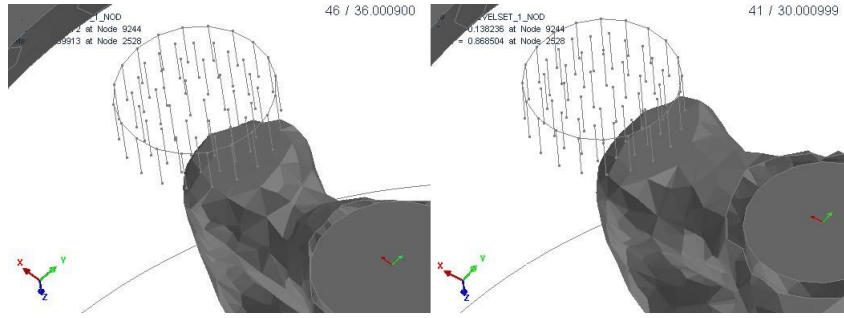 _1_NOD
46 / 36.000900
2 at Node 9244
9913 at Node 2528
X
Y
Z
EVELSET_1_NOD
41 / 30.000999
0.138236 at Node 9244
= 0.868504 at Node 2528
X
Y
Z